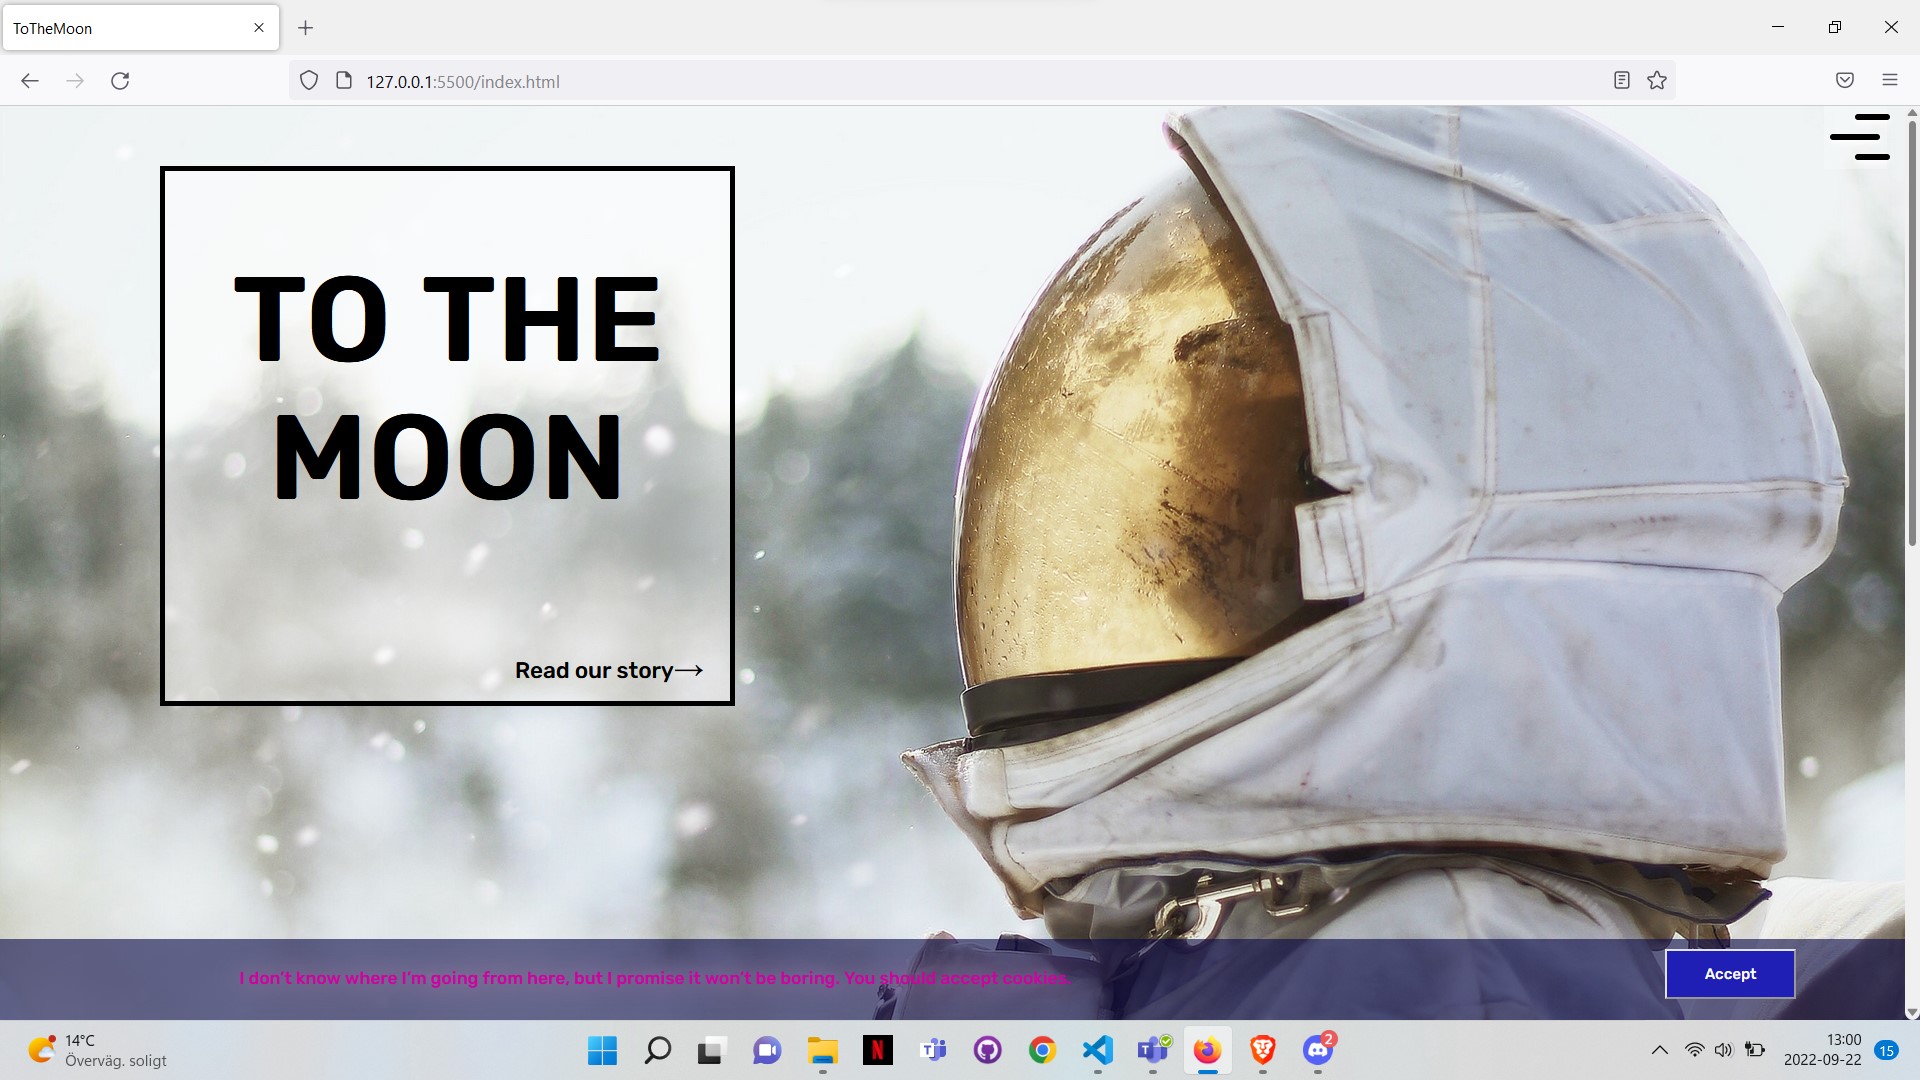 ToTheMoon
127.0.0.1:5500/index.html
TO THE
MOON
Read our story→
I don't know where I'm going from here, but I promise it won't be boring. You should accept cookies.
Accept
14°C
Överväg. soligt
N
T
T
2
13:00
2022-09-22
15